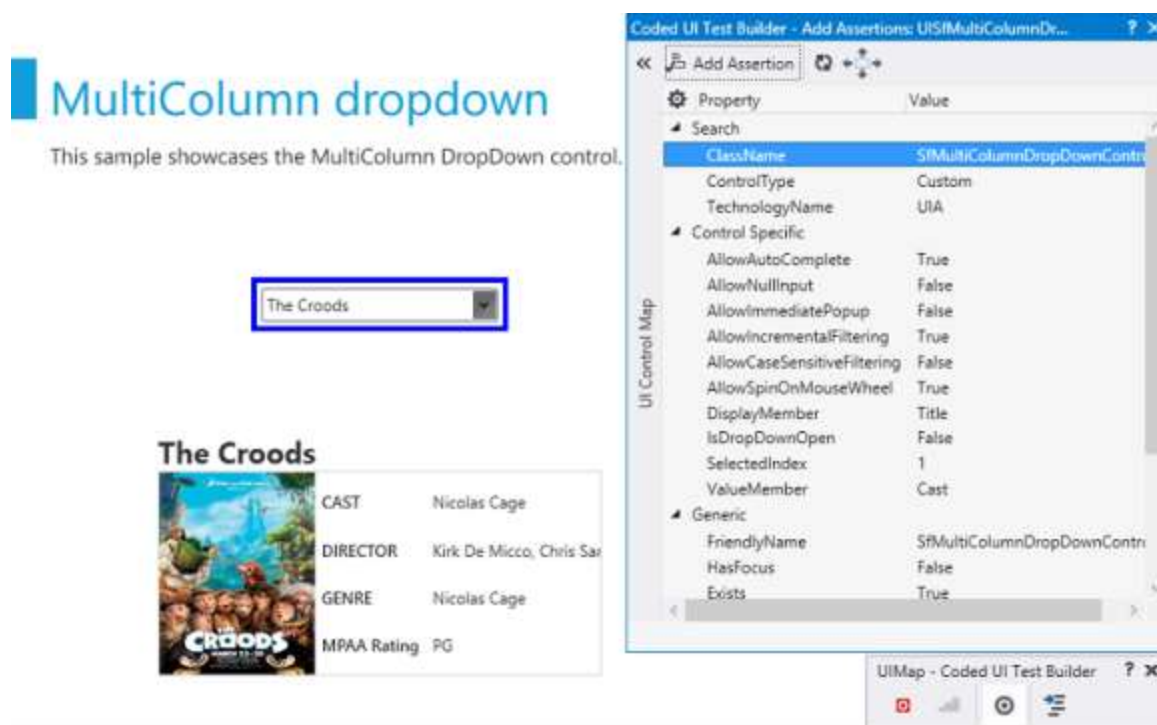 MultiColumn dropdown
This sample showcases the MultiColumn DropDown control.
The Croods
The Croods
CAST Nicolas Cage
DIRECTOR Kirk De Micco, Chris Sa
GENRE Nicolas Cage
MPAA Rating PG
CROODS
Coded UI Test Builder - Add Assertions: UISfMultiColumnDr... ? X
« Add Assertion
UI Control Map
Property Value
Search
ClassName SfMultiColumnDropDownContro
ControlType Custom
TechnologyName UIA
Control Specific
AllowAutoComplete True
AllowNullInput False
AllowImmediatePopup False
AllowIncrementalFiltering True
AllowCaseSensitiveFiltering False
AllowSpinOnMouseWheel True
DisplayMember Title
IsDropDownOpen False
SelectedIndex 1
ValueMember Cast
Generic
FriendlyName SfMultiColumnDropDownContro
HasFocus False
Exists True
UIMap - Coded UI Test Builder ? X